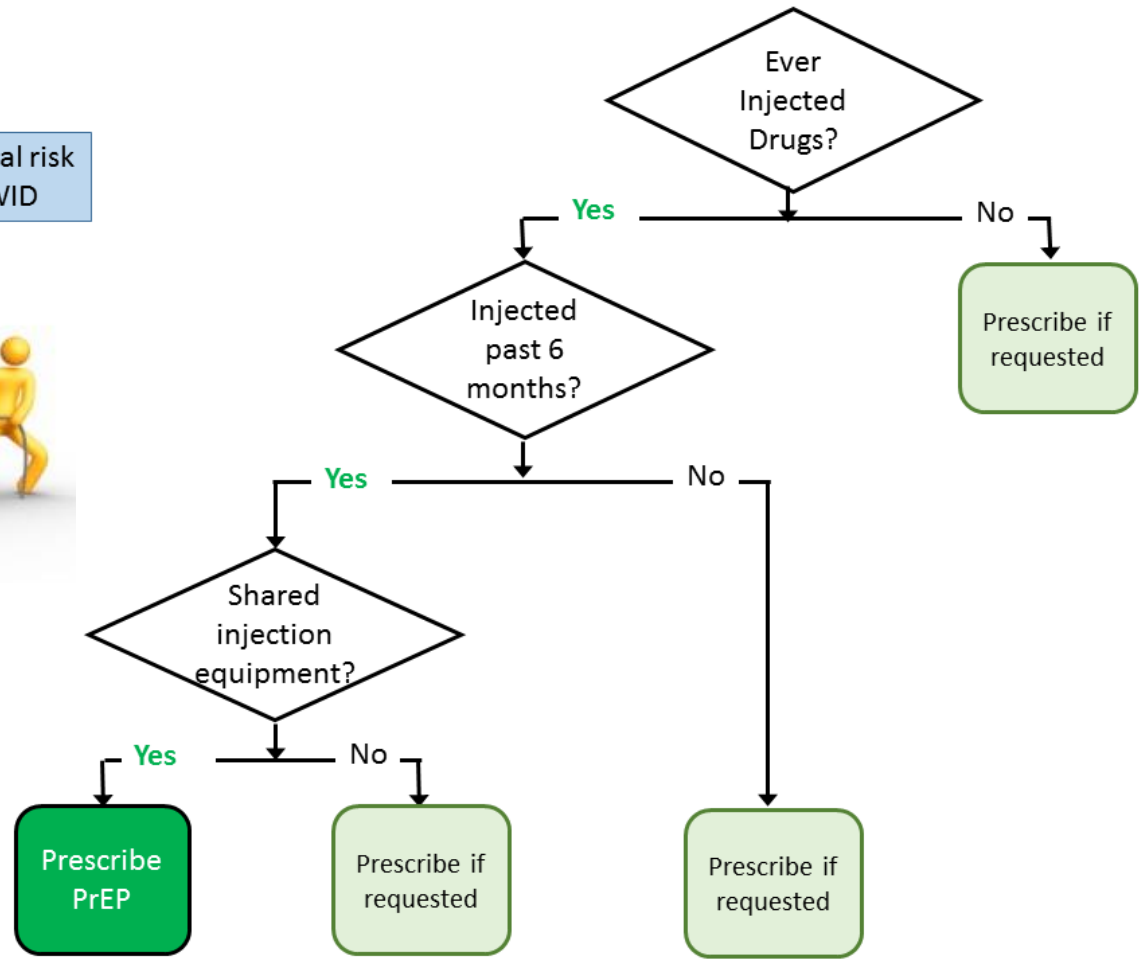 Ever
Injected
Drugs?
al risk
WID
Yes
No
Injected
past 6
months?
Prescribe if
requested
Yes
No
Shared
injection
equipment?
Yes
No
Prescribe
PrEP
Prescribe if
requested
Prescribe if
requested